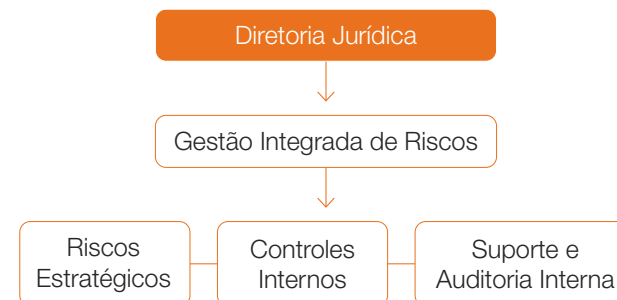 Diretoria Jurídica
Gestão Integrada de Riscos
Riscos
Estratégicos
Controles
Internos
Suporte e
Auditoria Interna